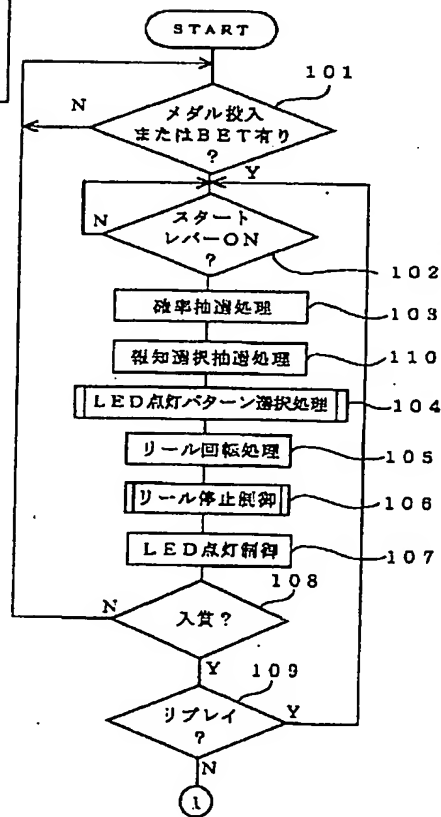 START
101
N
メダル投入
またはBET有り
?
Y
N
スタート
レバーON
?
102
確率抽選処理
103
報知選択抽選処理
110
LED点灯パターン選択処理
104
リール回転処理
105
リール停止制御
106
LED点灯制御
107
108
N
入賞?
Y
109
リプレイ
?
Y
N
1